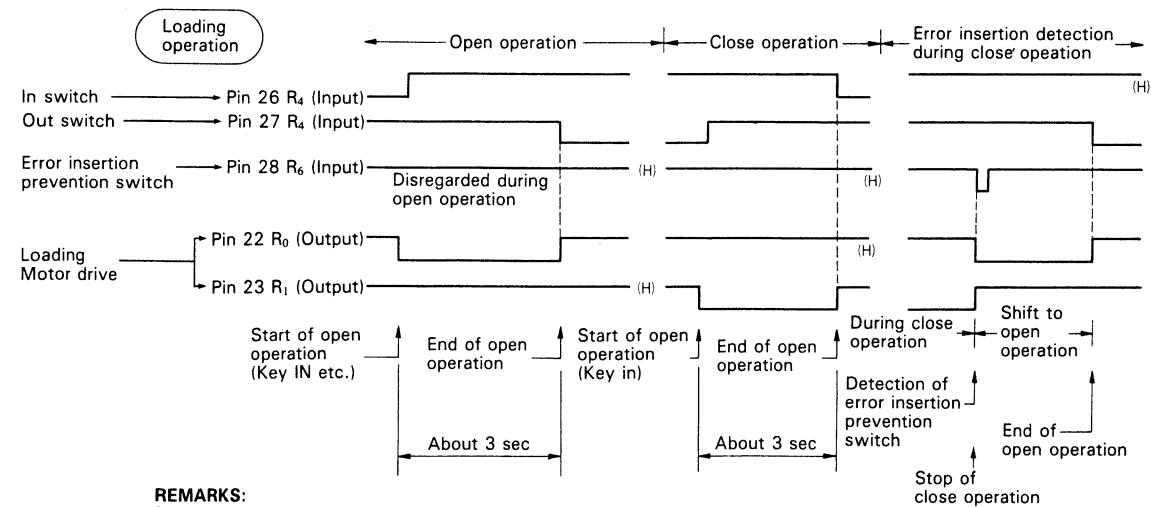 Loading
operation
Open operation
Close operation
Error insertion detection
during close opeation
In switch
Pin 26 R₄ (Input)
(H)
Out switch
Pin 27 R₄ (Input)
Error insertion
prevention switch
Pin 28 R₆ (Input)
Disregarded during
open operation
(H)
(H)
Loading
Motor drive
Pin 22 R₀ (Output)
(H)
Pin 23 R₁ (Output)
(H)
Start of open
operation
(Key IN etc.)
End of open
operation
Start of open
operation
(Key in)
End of open
operation
During close
operation
Shift to
open
operation
Detection of
error insertion
prevention
switch
End of
open operation
About 3 sec
About 3 sec
Stop of
close operation
REMARKS: